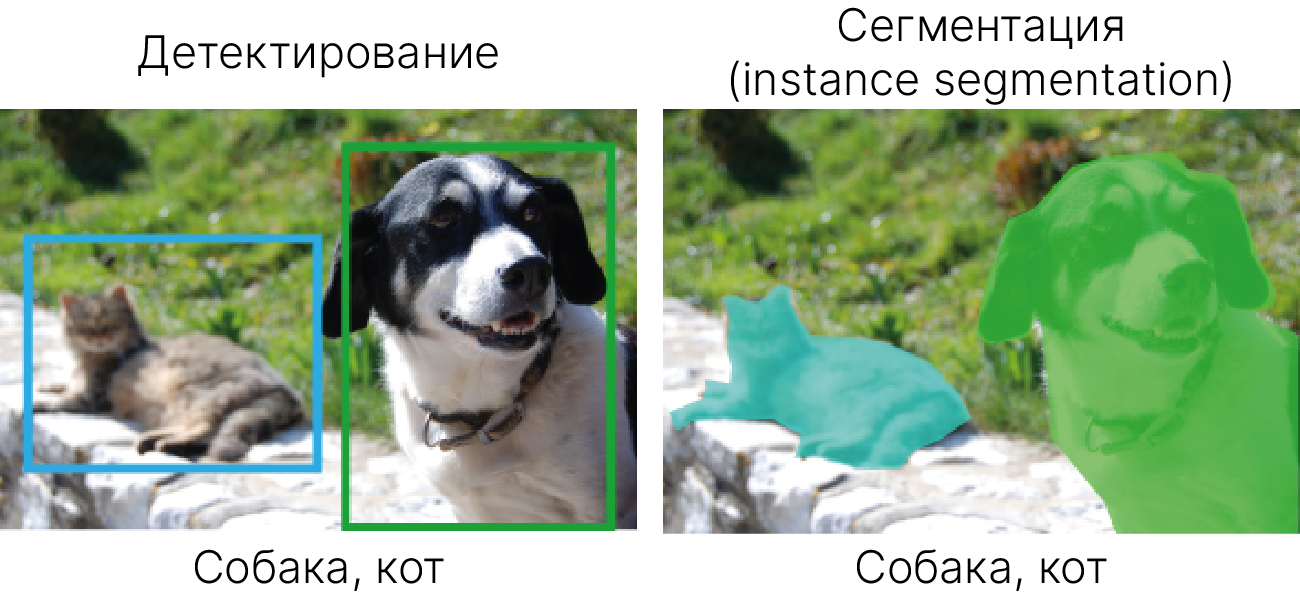 Детектирование
Сегментация
(instance segmentation)
Собака, кот
Собака, кот